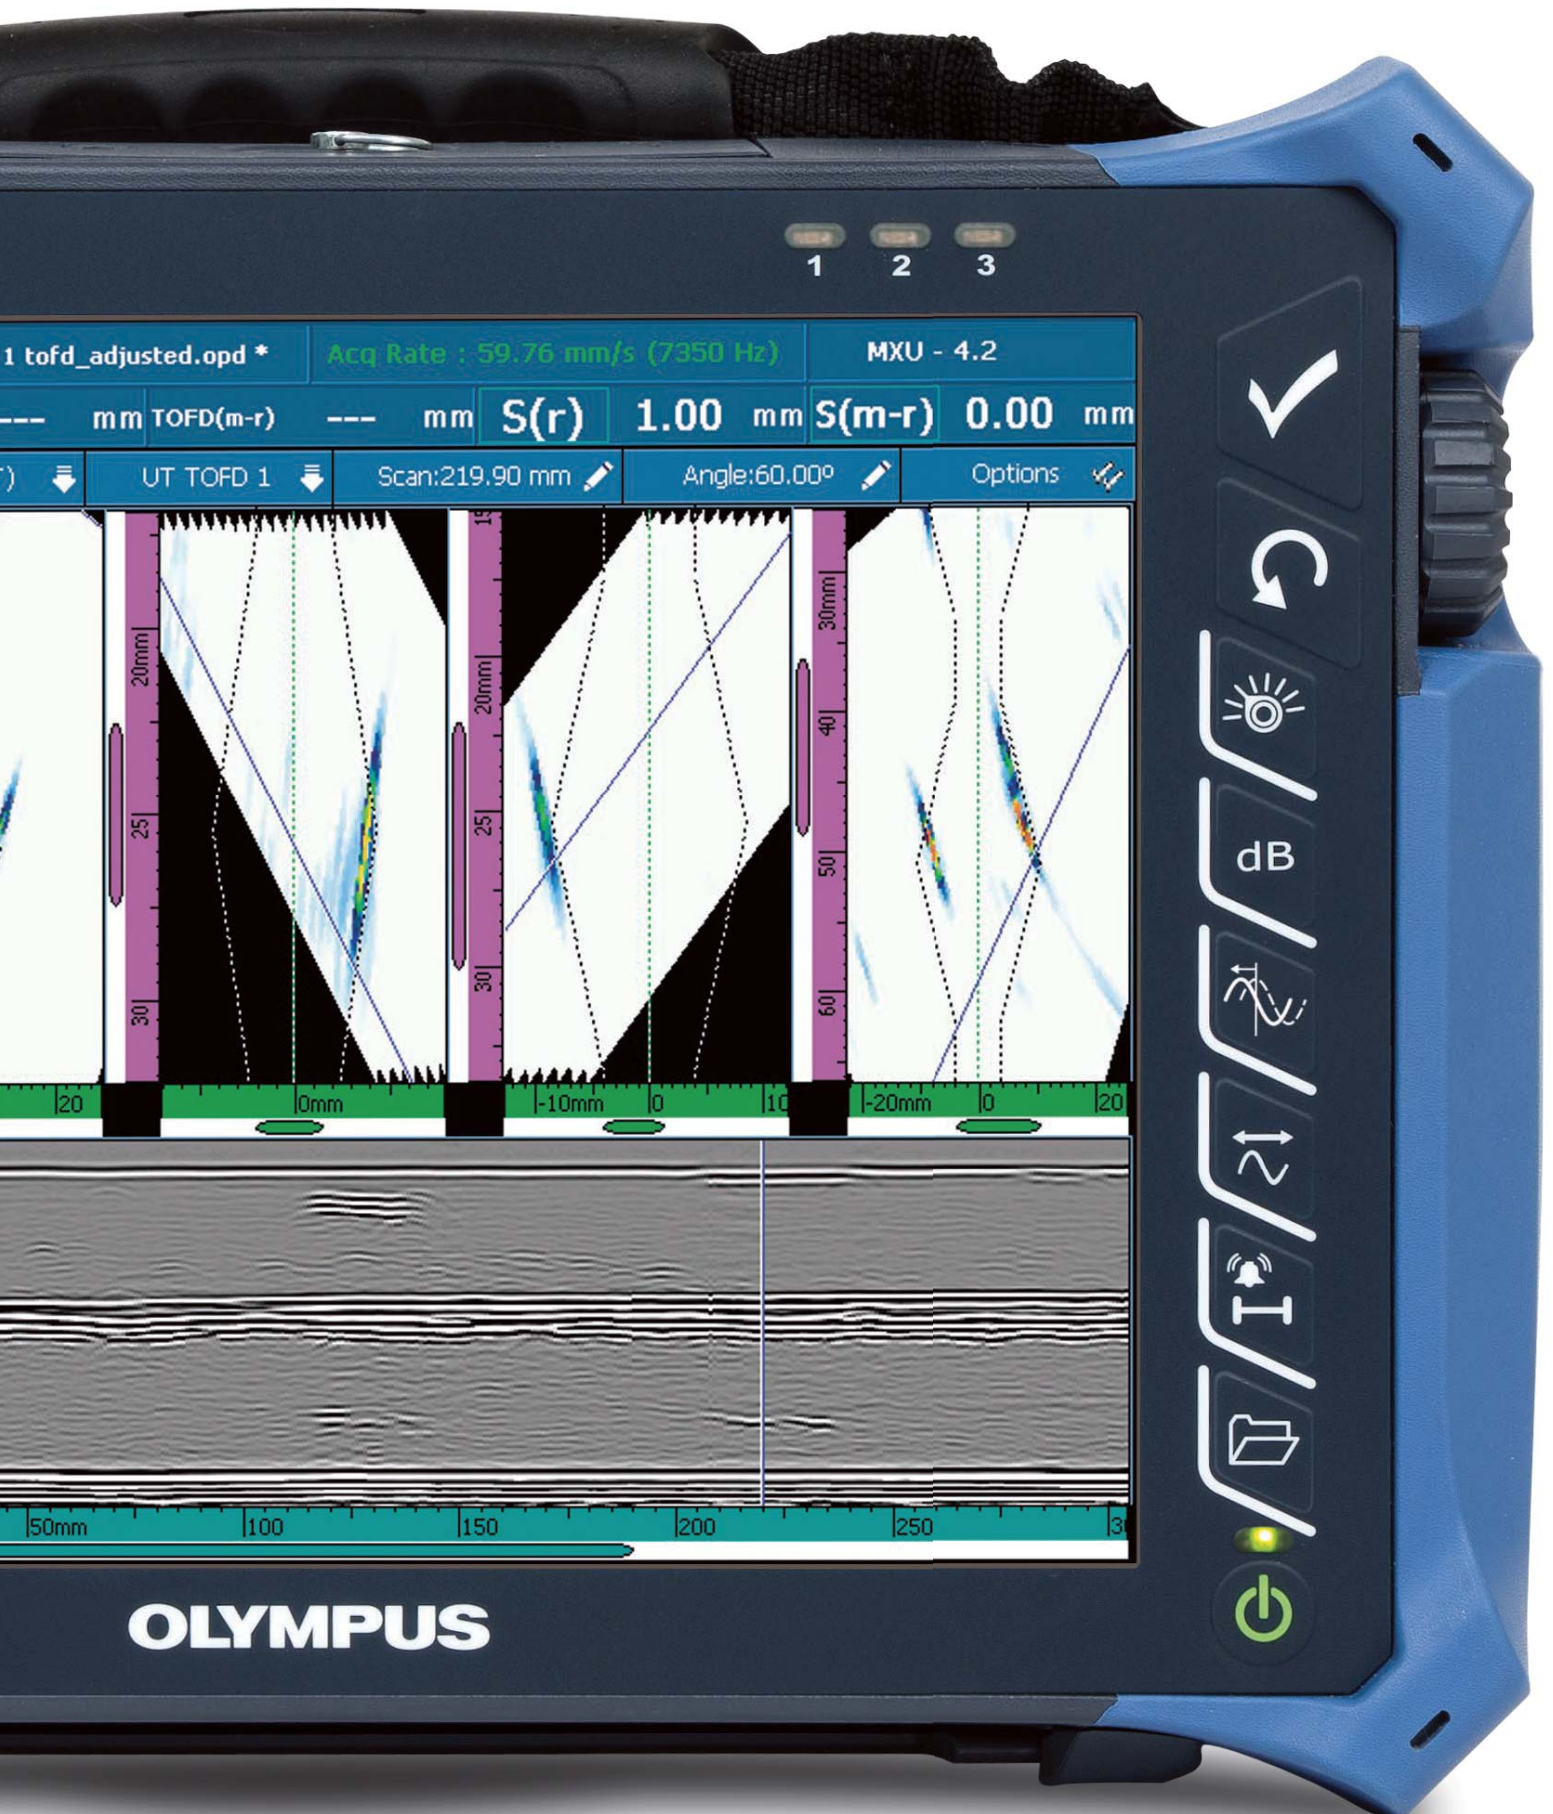 1 2 3
1 tofd_adjusted.opd * Acq Rate : 59.76 mm/s (7350 Hz) MXU - 4.2
--- mm TOFD(m-r) --- mm S(r) 1.00 mm S(m-r) 0.00 mm
) UT TOFD 1 Scan:219.90 mm Angle:60.00º Options
20mm 25 30
20mm 25 30
30mm 40 50 60
20 0mm -10mm 0 10 -20mm 0 20
50mm 100 150 200 250
dB
OLYMPUS